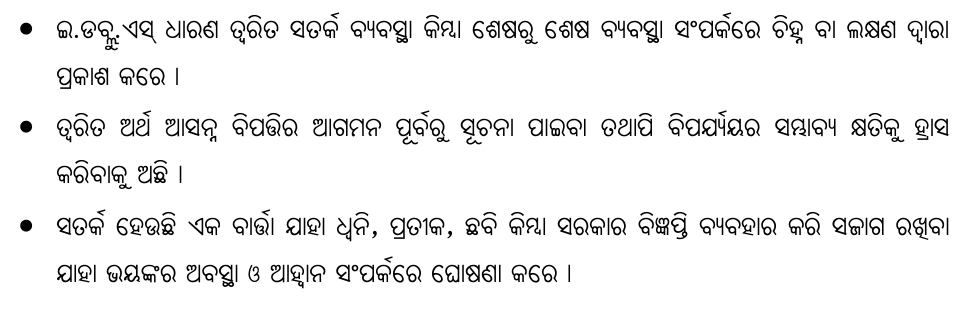 • ଇ.ଡବ୍ଲୁ.ଏସ୍ ଧାରଣ ତ୍ୱରିତ ସତର୍କ ବ୍ୟବସ୍ଥା କିମ୍ଭା ଶେଷରୁ ଶେଷ ବ୍ୟବସ୍ଥା ସଂପର୍କରେ ଚିହ୍ନ ବା ଲକ୍ଷଣ ଦ୍ୱାରା
ପ୍ରକାଶ କରେ ।
• ତ୍ୱରିତ ଅର୍ଥ ଆସନ୍ନ ବିପତ୍ତିର ଆଗମନ ପୂର୍ବରୁ ସୂଚନା ପାଇବା ତଥାପି ବିପର୍ଯ୍ୟୟର ସମ୍ଭାବ୍ୟ କ୍ଷତିକୁ ହ୍ରାସ
କରିବାକୁ ଅଛି ।
• ସତର୍କ ହେଉଛି ଏକ ବାର୍ତ୍ତା ଯାହା ଧ୍ୱନି, ପ୍ରତୀକ, ଛବି କିମ୍ଭା ସରକାର ବିଜ୍ଞପ୍ତି ବ୍ୟବହାର କରି ସଜାଗ ରଖିବା
ଯାହା ଭୟଙ୍କର ଅବସ୍ଥା ଓ ଆହ୍ୱାନ ସଂପର୍କରେ ଘୋଷଣା କରେ ।